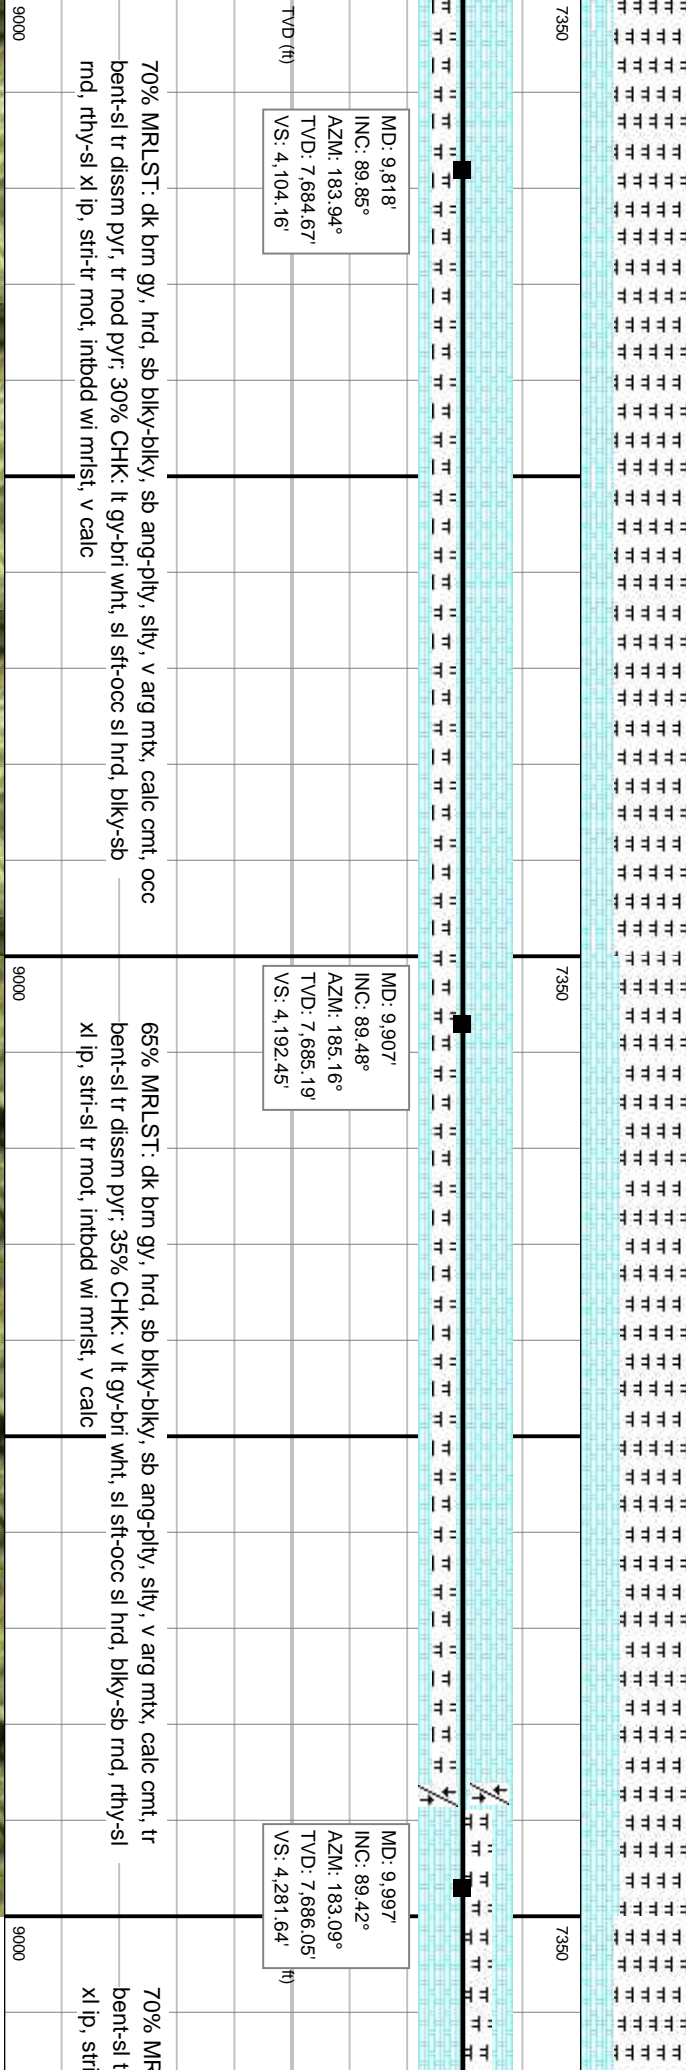 7350
9000
TVD (ft)
MD: 9,818'
INC: 89.85°
AZM: 183.94°
TVD: 7,684.67'
VS: 4,104.16'
70% MRLST: dk brn gy, hrd, sb blky-blky, sb ang-plty, slty, v arg mtx, calc cmt, occ
bent-sl tr dissm pyr, tr nod pyr; 30% CHK: lt gy-bri wht, sl sft-occ sl hrd, blky-sb
rnd, rthy-sl xl ip, stri-tr mot, intbdd wi mrlst, v calc
7350
9000
MD: 9,907'
INC: 89.48°
AZM: 185.16°
TVD: 7,685.19'
VS: 4,192.45'
65% MRLST: dk brn gy, hrd, sb blky-blky, sb ang-plty, slty, v arg mtx, calc cmt, tr
bent-sl tr dissm pyr; 35% CHK: v lt gy-bri wht, sl sft-occ sl hrd, blky-sb rnd, rthy-sl
xl ip, stri-sl tr mot, intbdd wi mrlst, v calc
MD: 9,997'
INC: 89.42°
AZM: 183.09°
TVD: 7,686.05'
VS: 4,281.64'
7350
9000
ft)
70% MR
bent-sl t
xl ip, stri